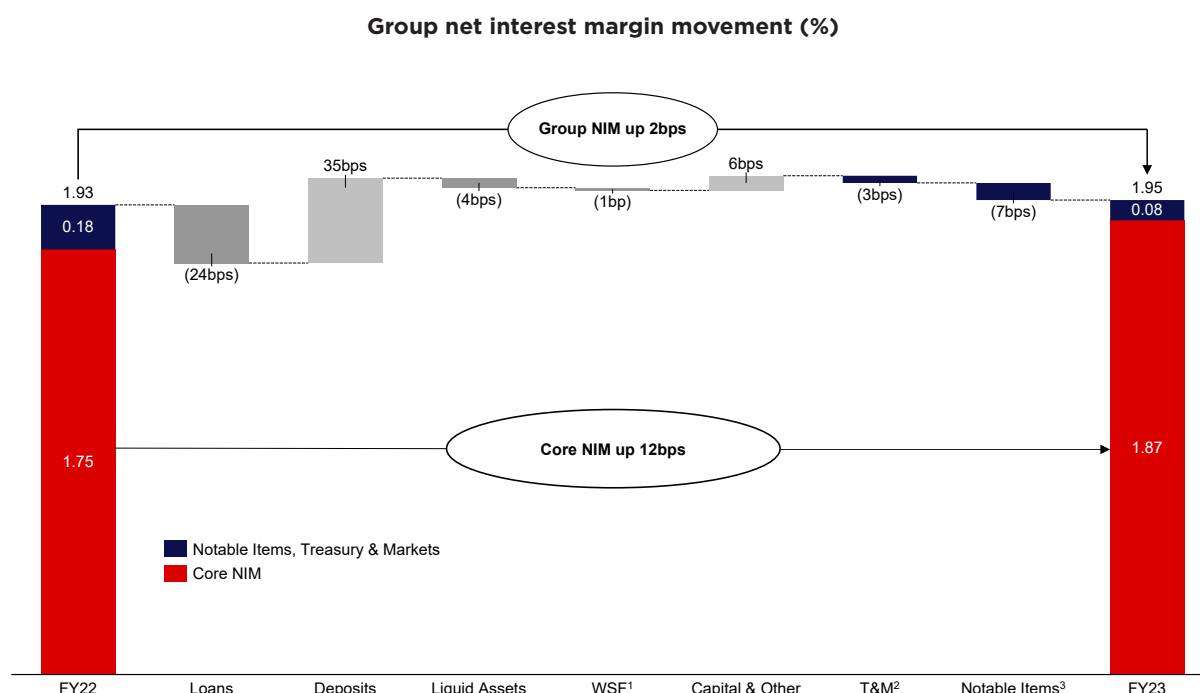 Group net interest margin movement (%)
Group NIM up 2bps
1.93
0.18
(24bps)
35bps
(4bps)
(1bp)
6bps
(3bps)
(7bps)
1.95
0.08
Core NIM up 12bps
1.75
1.87
Notable Items, Treasury & Markets
Core NIM
FY22 Loans Deposits Liquid Assets WSF¹ Capital & Other T&M² Notable Items³ FY23